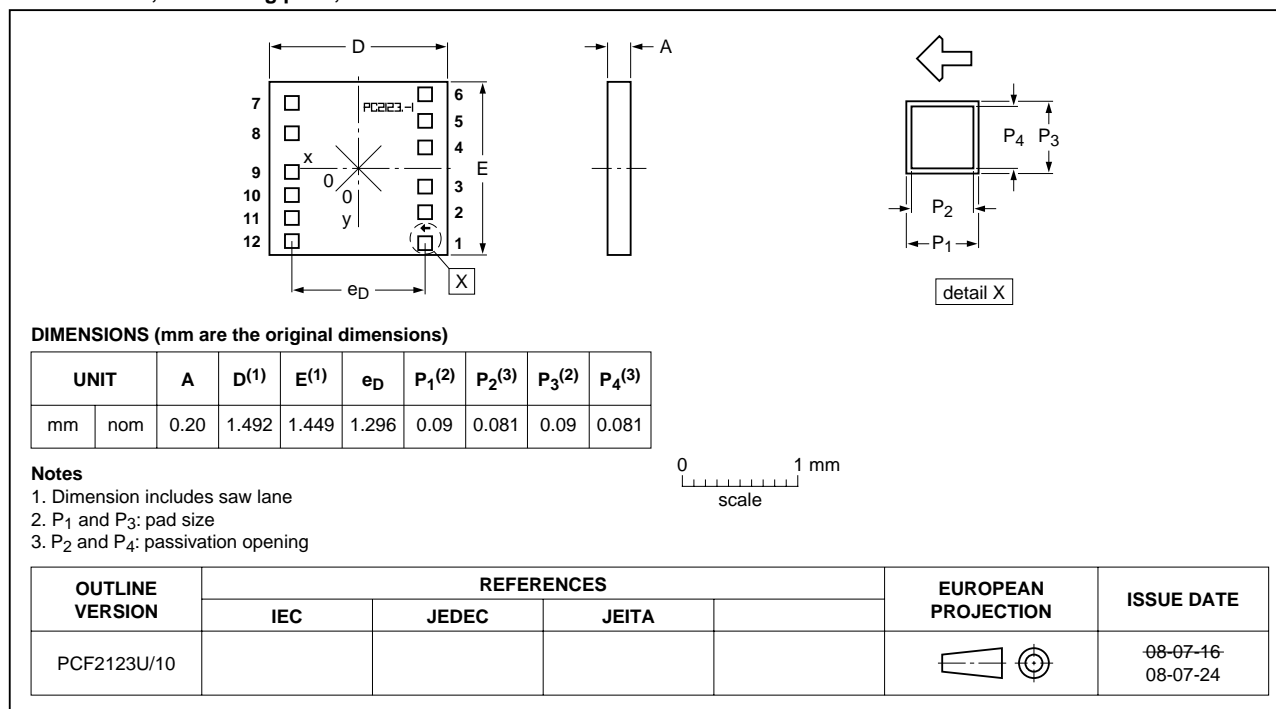 D
A
7
8
9
10
11
12
PC2123.-1
6
5
4
3
2
1
x
0
0
y
E
eD
X
P4
P3
P2
P1
detail X
DIMENSIONS (mm are the original dimensions)
UNIT A D(1) E(1) eD P1(2) P2(3) P3(2) P4(3)
mm nom 0.20 1.492 1.449 1.296 0.09 0.081 0.09 0.081
0 1 mm
scale
Notes
1. Dimension includes saw lane
2. P1 and P3: pad size
3. P2 and P4: passivation opening
OUTLINE VERSION REFERENCES EUROPEAN PROJECTION ISSUE DATE
IEC JEDEC JEITA
PCF2123U/10 08-07-16
08-07-24